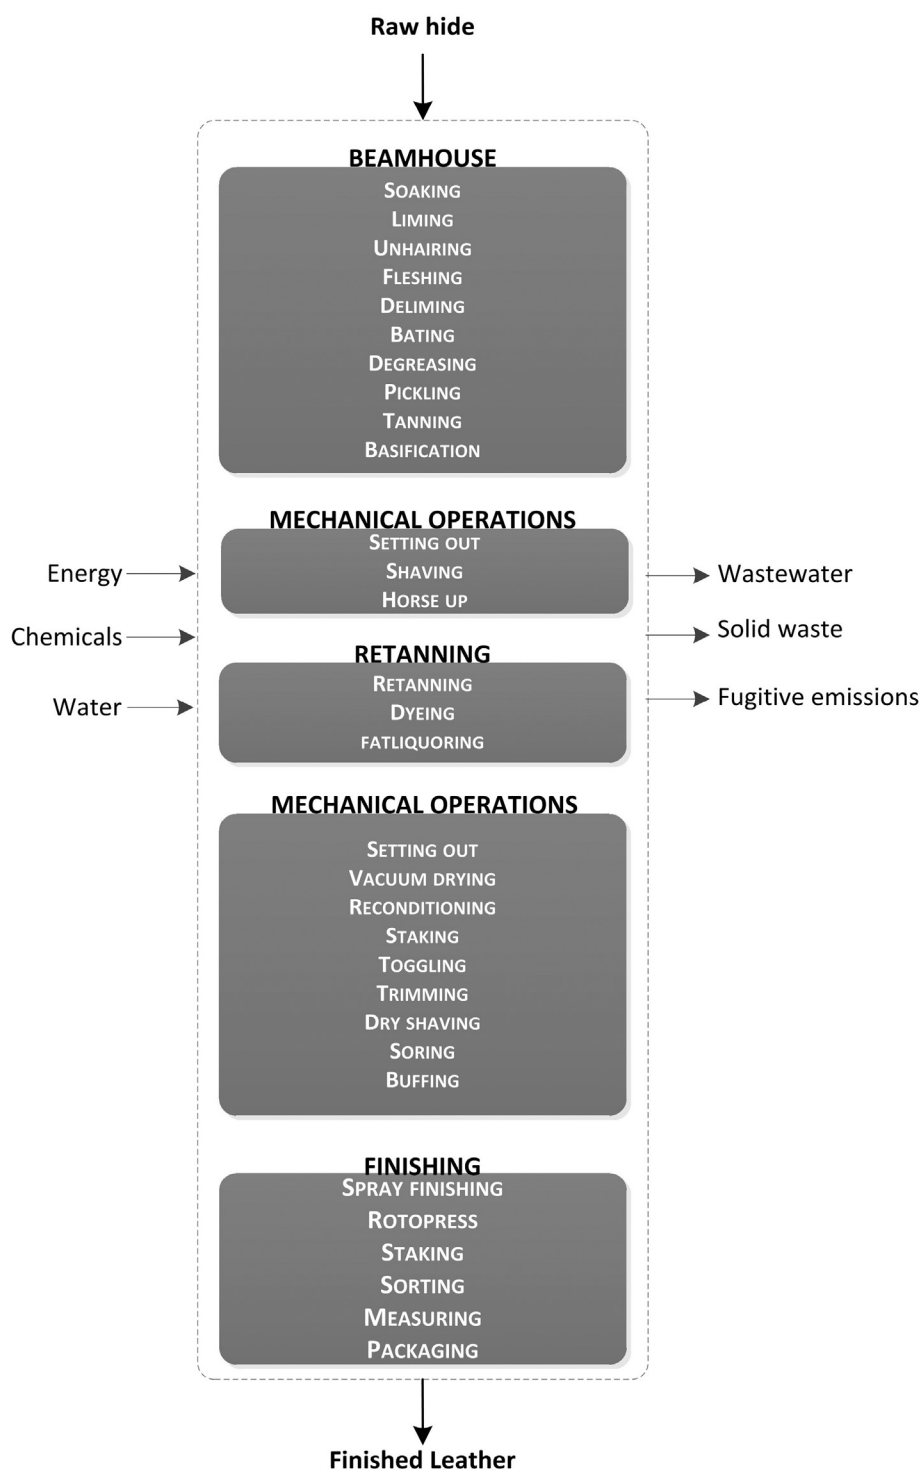 Raw hide
BEAMHOUSE
SOAKING
LIMING
UNHAIRING
FLESHING
DELIMING
BATING
DEGREASING
PICKLING
TANNING
BASIFICATION
MECHANICAL OPERATIONS
SETTING OUT
SHAVING
HORSE UP
Energy
Chemicals
Water
Wastewater
Solid waste
Fugitive emissions
RETANNING
RETANNING
DYEING
FATLIQUORING
MECHANICAL OPERATIONS
SETTING OUT
VACUUM DRYING
RECONDITIONING
STAKING
TOGGLING
TRIMMING
DRY SHAVING
SORING
BUFFING
FINISHING
SPRAY FINISHING
ROTOPRESS
STAKING
SORTING
MEASURING
PACKAGING
Finished Leather